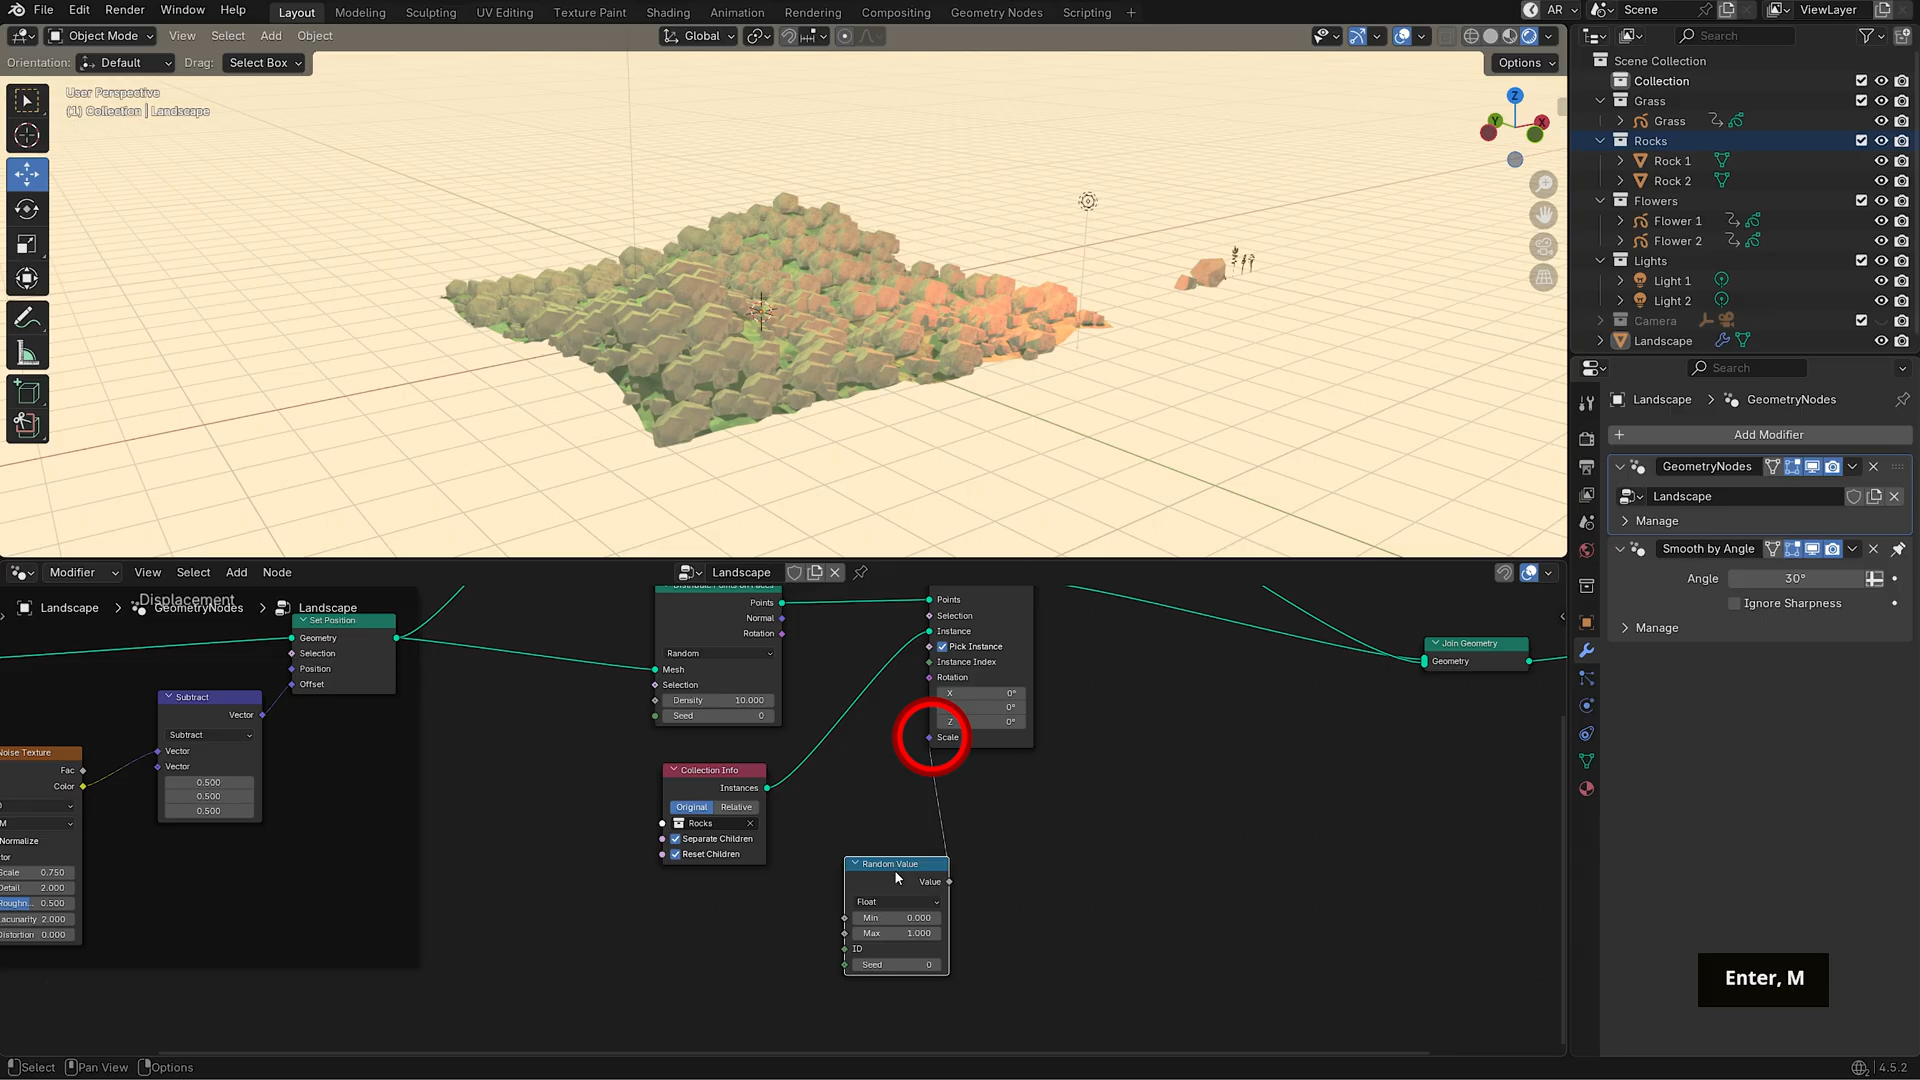 File Edit Render Window Help Layout Modeling Sculpting UV Editing Texture Paint Shading Animation Rendering Compositing Geometry Nodes Scripting AR Scene ViewLayer
Object Mode View Select Add Object Global Search
Orientation: Default Drag: Select Box Options
User Perspective
(1) Collection | Landscape
Z
Y
X
Scene Collection
Collection
Grass
Grass
Rocks
Rock 1
Rock 2
Flowers
Flower 1
Flower 2
Lights
Light 1
Light 2
Camera
Landscape
Search
Landscape > GeometryNodes
Add Modifier
GeometryNodes
Landscape
Manage
Smooth by Angle
Angle 30°
Ignore Sharpness
Manage
Modifier View Select Add Node Landscape
Displacement
Landscape > GeometryNodes > Landscape
Set Position
Geometry
Selection
Position
Offset
Subtract
Vector
Subtract
Vector
Vector
0.500
0.500
0.500
Noise Texture
Fac
Color
M
Normalize
Scale 0.750
Detail 2.000
Roughn... 0.500
Lacunarity 2.000
Distortion 0.000
Distribute Points on Faces
Points
Normal
Rotation
Random
Mesh
Selection
Density 10.000
Seed 0
Collection Info
Instances
Original Relative
Rocks
Separate Children
Reset Children
Points
Selection
Instance
Pick Instance
Instance Index
Rotation
X 0°
0°
Z 0°
Scale
Random Value
Value
Float
Min 0.000
Max 1.000
ID
Seed 0
Join Geometry
Geometry
Enter, M
Select Pan View Options 4.5.2